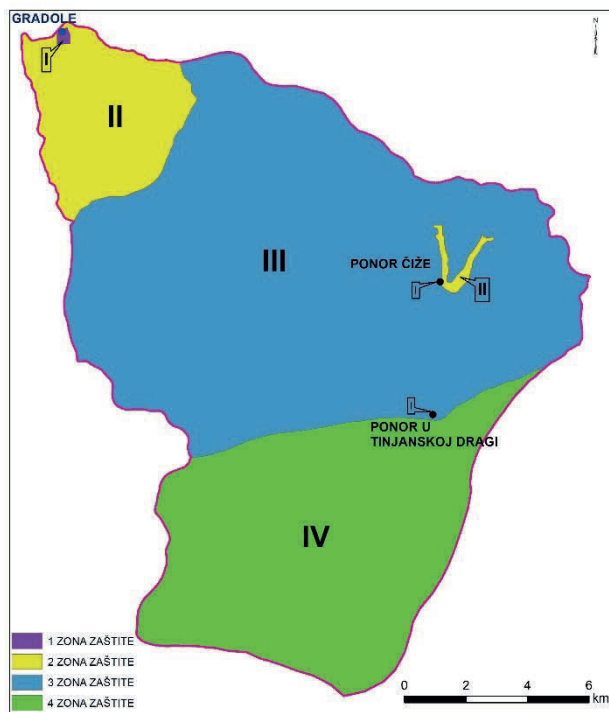 GRADOLE
N
I
II
III
PONOR ČIŽE
I
II
I
PONOR U
TINJANSKOJ DRAGI
IV
1 ZONA ZAŠTITE
2 ZONA ZAŠTITE
3 ZONA ZAŠTITE
4 ZONA ZAŠTITE
0 2 4 6
km